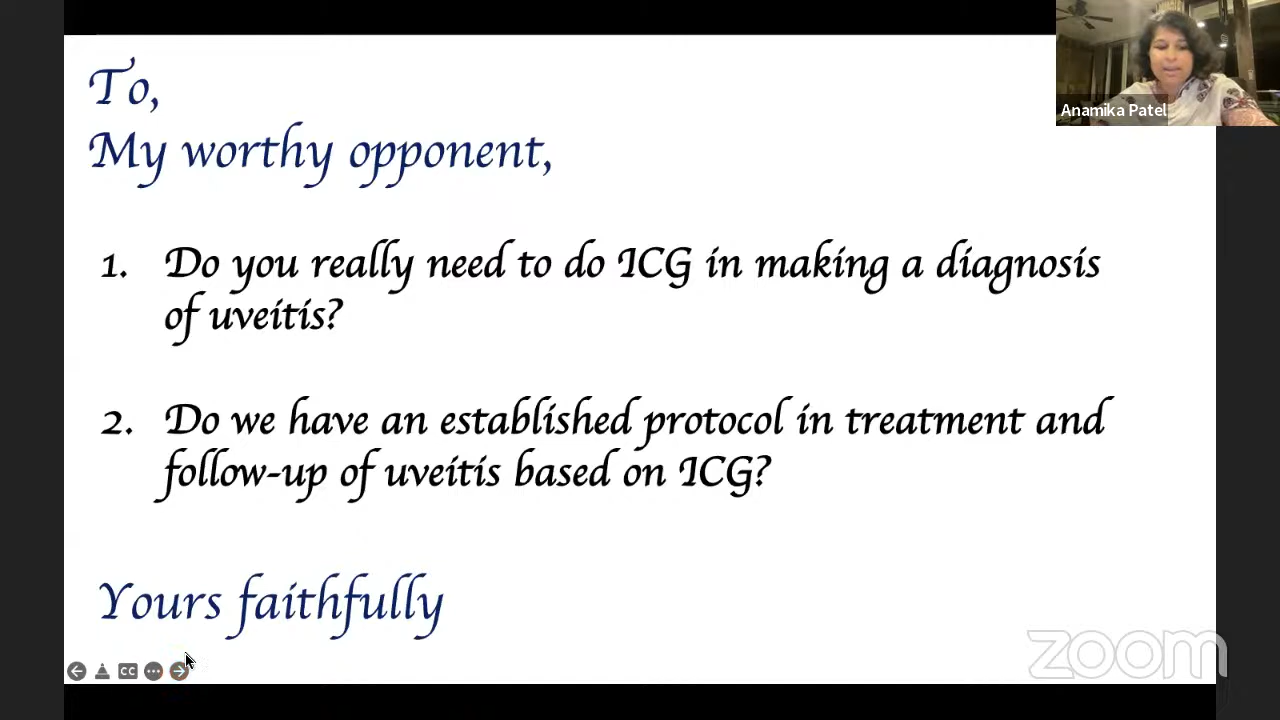 To,
My worthy opponent,
Anamika Patel
1. Do you really need to do ICG in making a diagnosis
of uveitis?
2. Do we have an established protocol in treatment and
follow-up of uveitis based on ICG?
Yours faithfully
CC
zoom